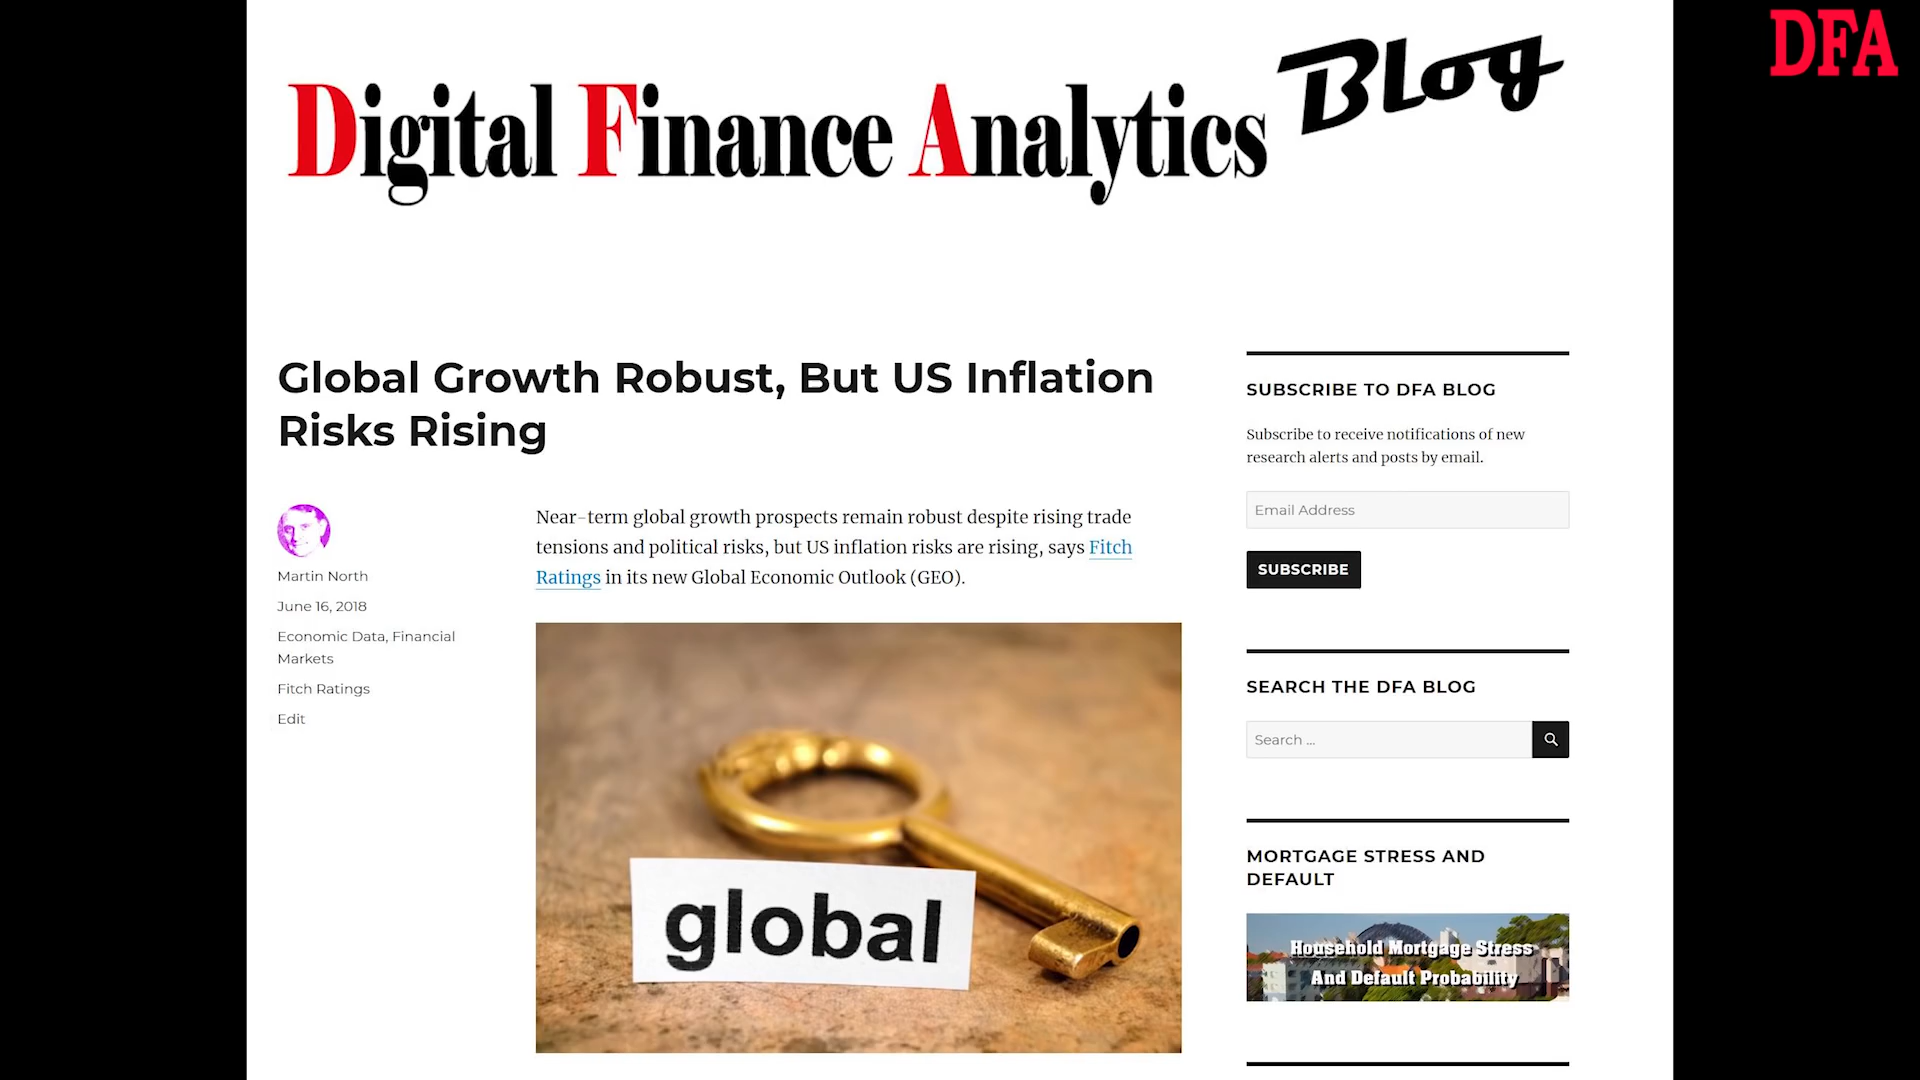 DFA
Digital Finance Analytics Blog
Global Growth Robust, But US Inflation
Risks Rising
Martin North
June 16, 2018
Economic Data, Financial
Markets
Fitch Ratings
Edit
Near-term global growth prospects remain robust despite rising trade
tensions and political risks, but US inflation risks are rising, says Fitch
Ratings in its new Global Economic Outlook (GEO).
global
SUBSCRIBE TO DFA BLOG
Subscribe to receive notifications of new
research alerts and posts by email.
Email Address
SUBSCRIBE
SEARCH THE DFA BLOG
Search ...
MORTGAGE STRESS AND
DEFAULT
Household Mortgage Stress
And Default Probability